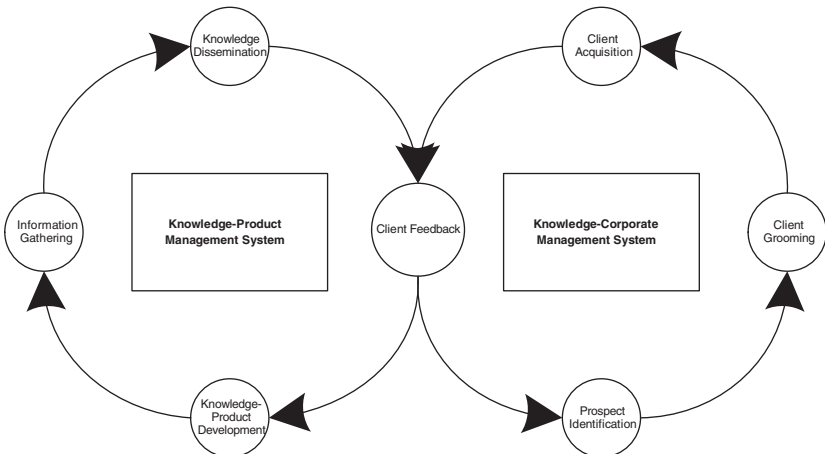 Knowledge
Dissemination
Client
Acquisition
Information
Gathering
Knowledge-Product
Management System
Client Feedback
Knowledge-Corporate
Management System
Client
Grooming
Knowledge-
Product
Development
Prospect
Identification